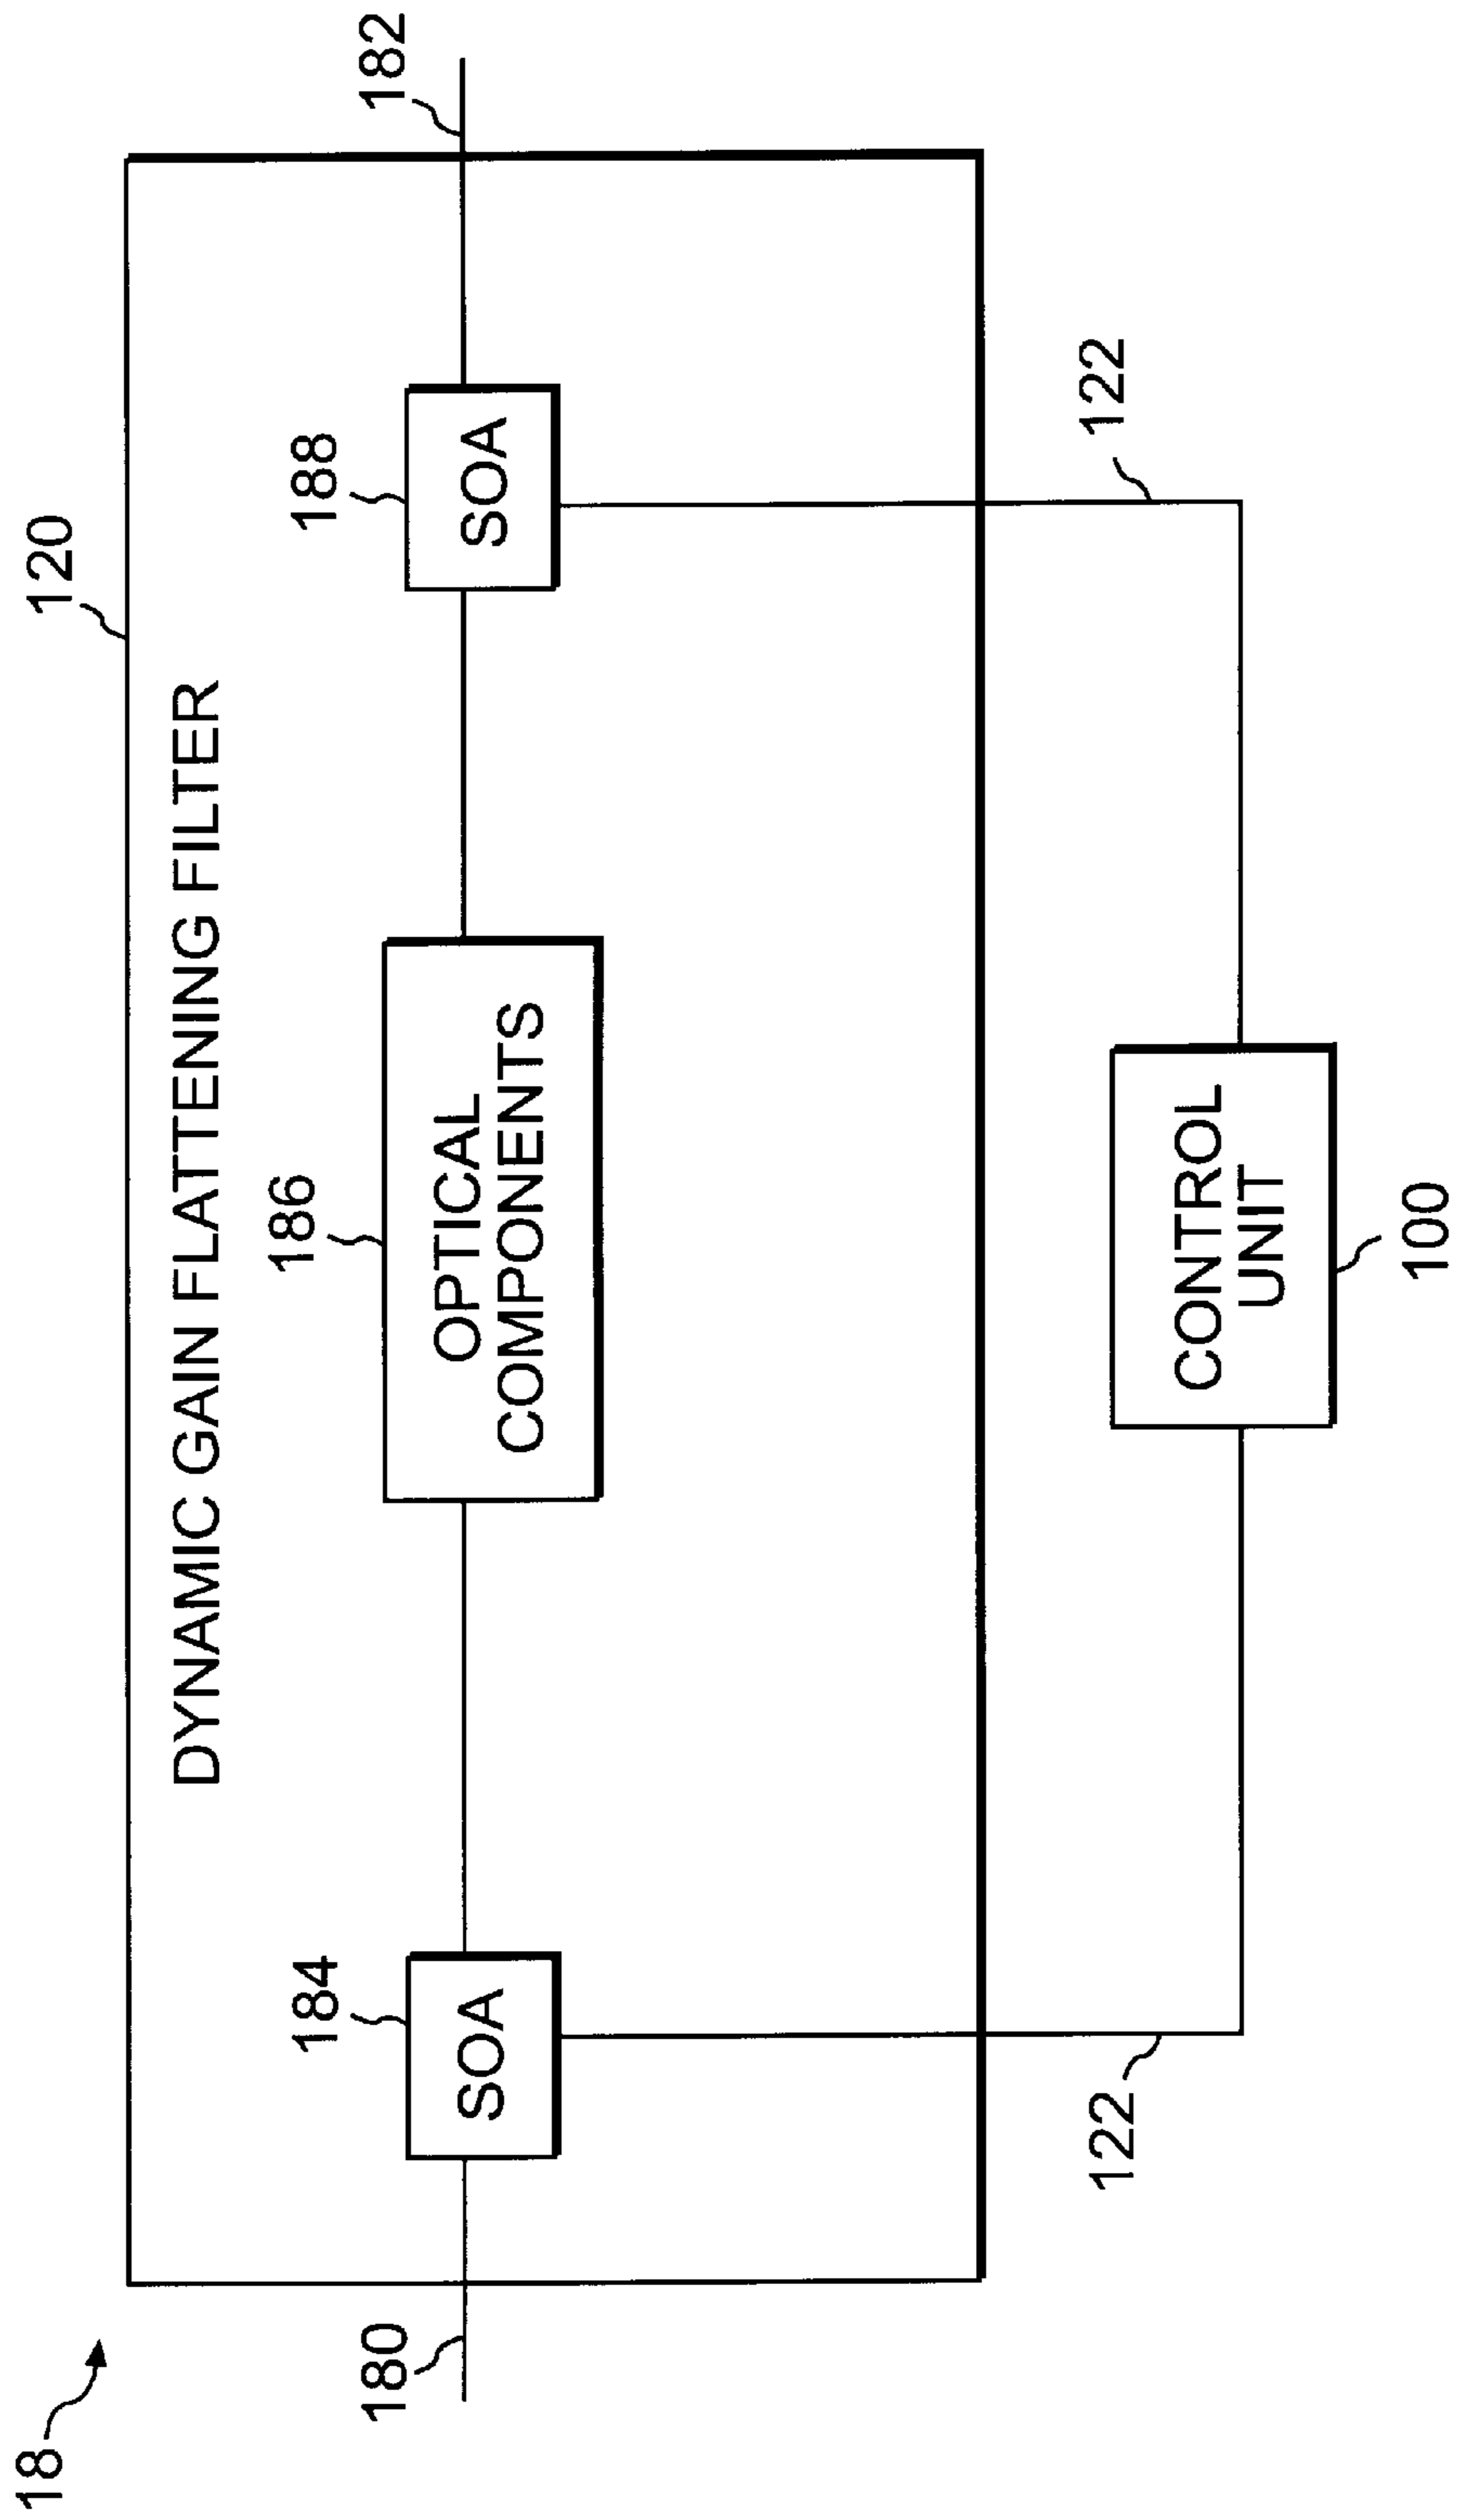 18
120
DYNAMIC GAIN FLATTENING FILTER
180
184
SOA
186
OPTICAL
COMPONENTS
188
SOA
182
122
122
CONTROL
UNIT
100